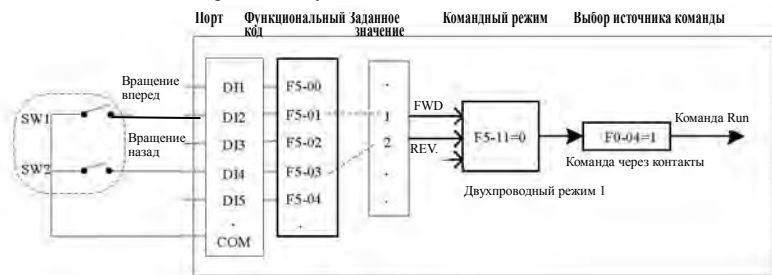 Порт Функциональный код Заданное значение Командный режим Выбор источника команды
Вращение вперед
Вращение назад
SW1
SW2
DI1
DI2
DI3
DI4
DI5
.
COM
F5-00
F5-01
F5-02
F5-03
F5-04
.
.
1
2
.
.
FWD
REV.
F5-11=0
Двухпроводный режим 1
F0-04=1
Команда через контакты
Команда Run